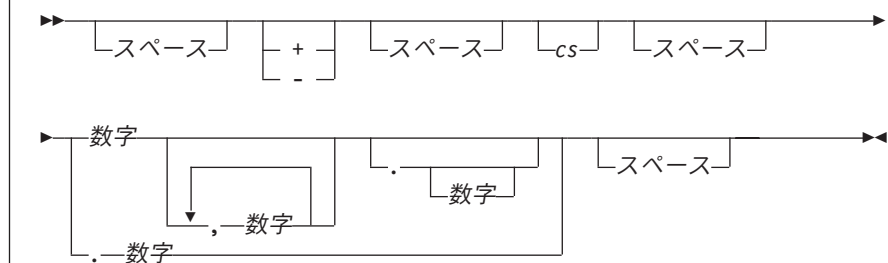 スペース + スペース cs スペース
-
数字 . スペース
数字
, 数字
. 数字